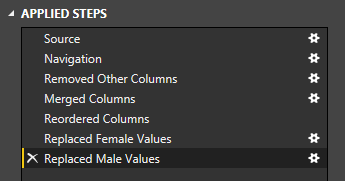 APPLIED STEPS
Source
Navigation
Removed Other Columns
Merged Columns
Reordered Columns
Replaced Female Values
Replaced Male Values